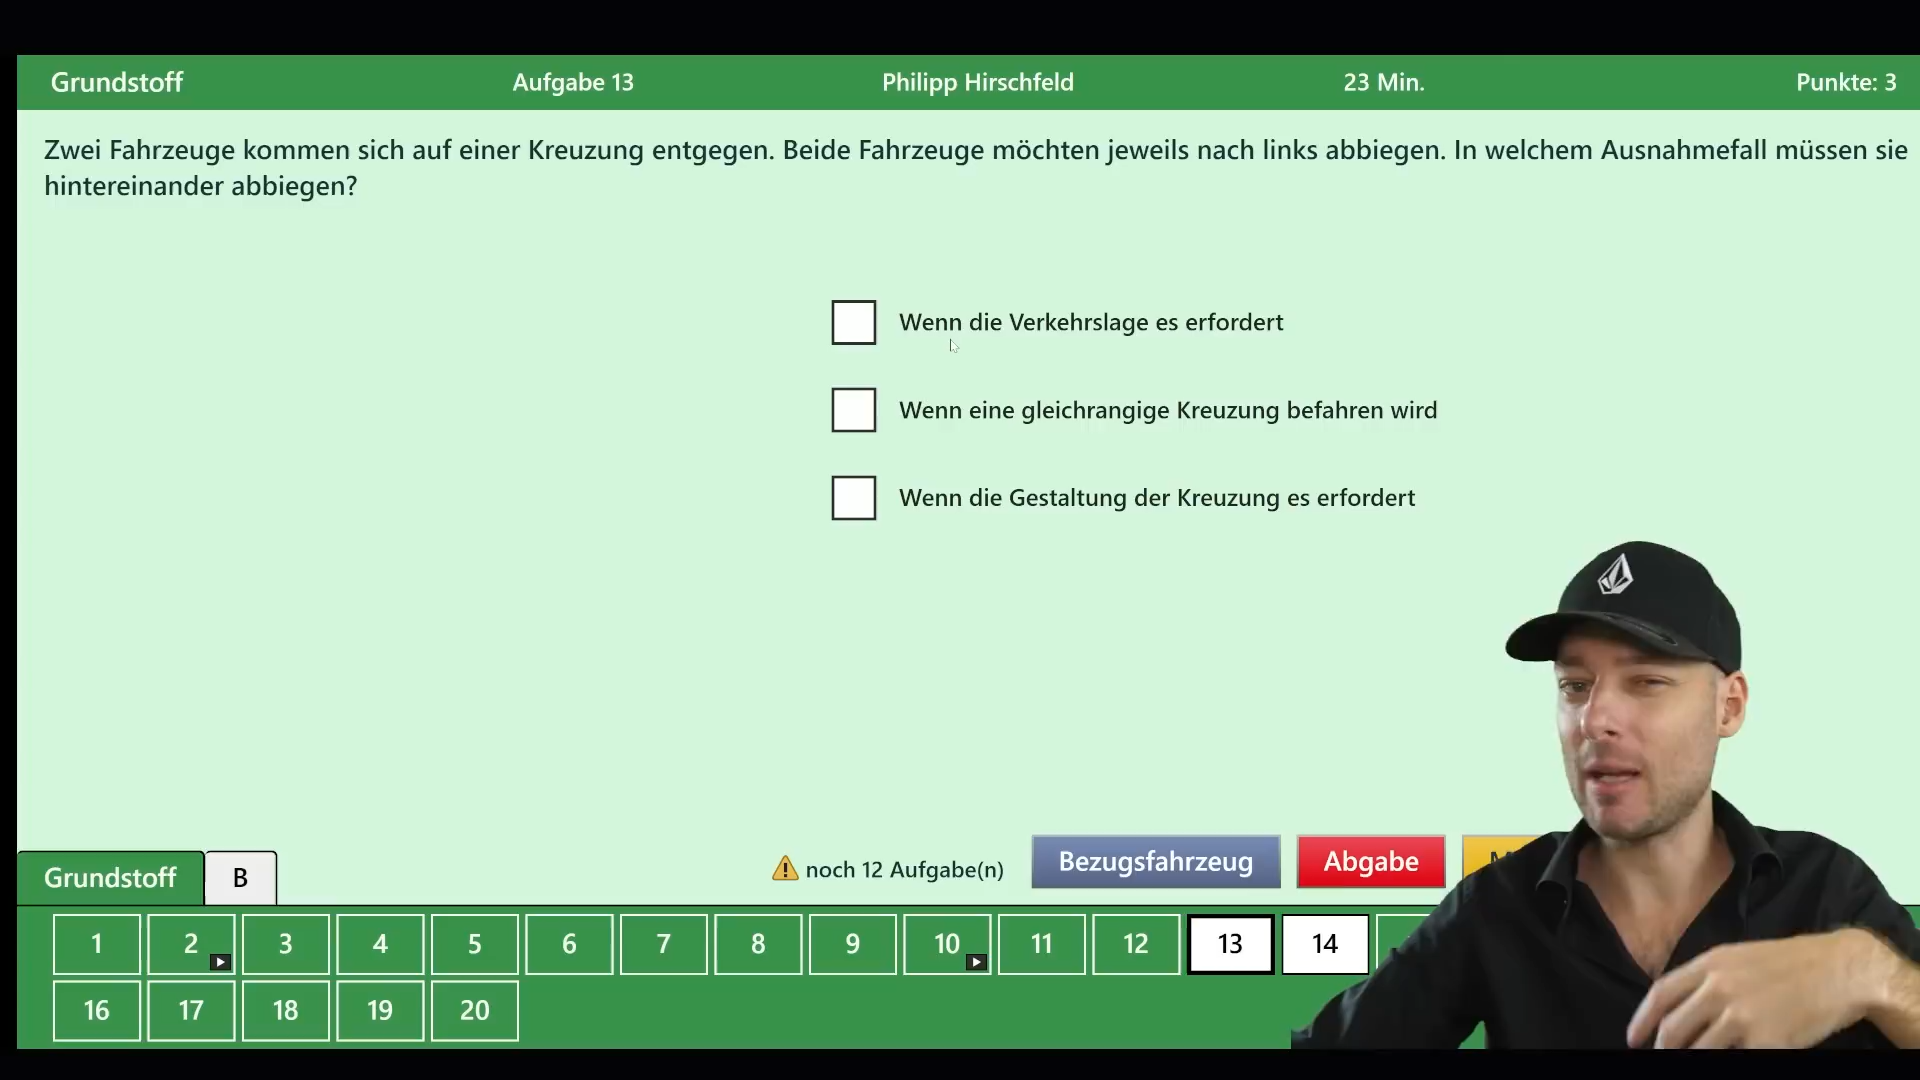 Grundstoff Aufgabe 13 Philipp Hirschfeld 23 Min. Punkte: 3
Zwei Fahrzeuge kommen sich auf einer Kreuzung entgegen. Beide Fahrzeuge möchten jeweils nach links abbiegen. In welchem Ausnahmefall müssen sie
hintereinander abbiegen?
Wenn die Verkehrslage es erfordert
Wenn eine gleichrangige Kreuzung befahren wird
Wenn die Gestaltung der Kreuzung es erfordert
Grundstoff B noch 12 Aufgabe(n) Bezugsfahrzeug Abgabe
1 2 3 4 5 6 7 8 9 10 11 12 13 14
16 17 18 19 20